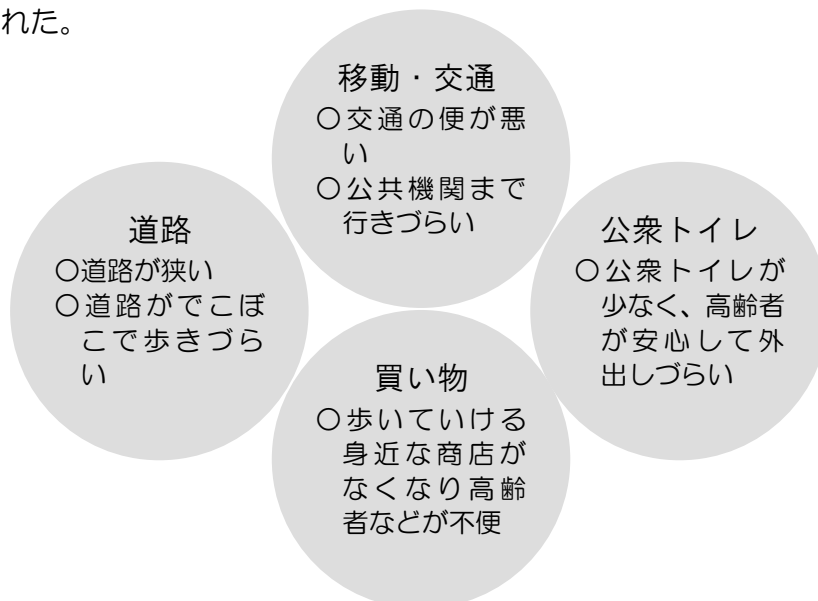 れた。
移動・交通
○交通の便が悪
い
○公共機関まで
行きづらい
道路
○道路が狭い
○道路がでこぼ
こで歩きづら
い
公衆トイレ
○公衆トイレが
少なく、高齢者
が安心して外
出しづらい
買い物
○歩いていける
身近な商店が
なくなり高齢
者などが不便